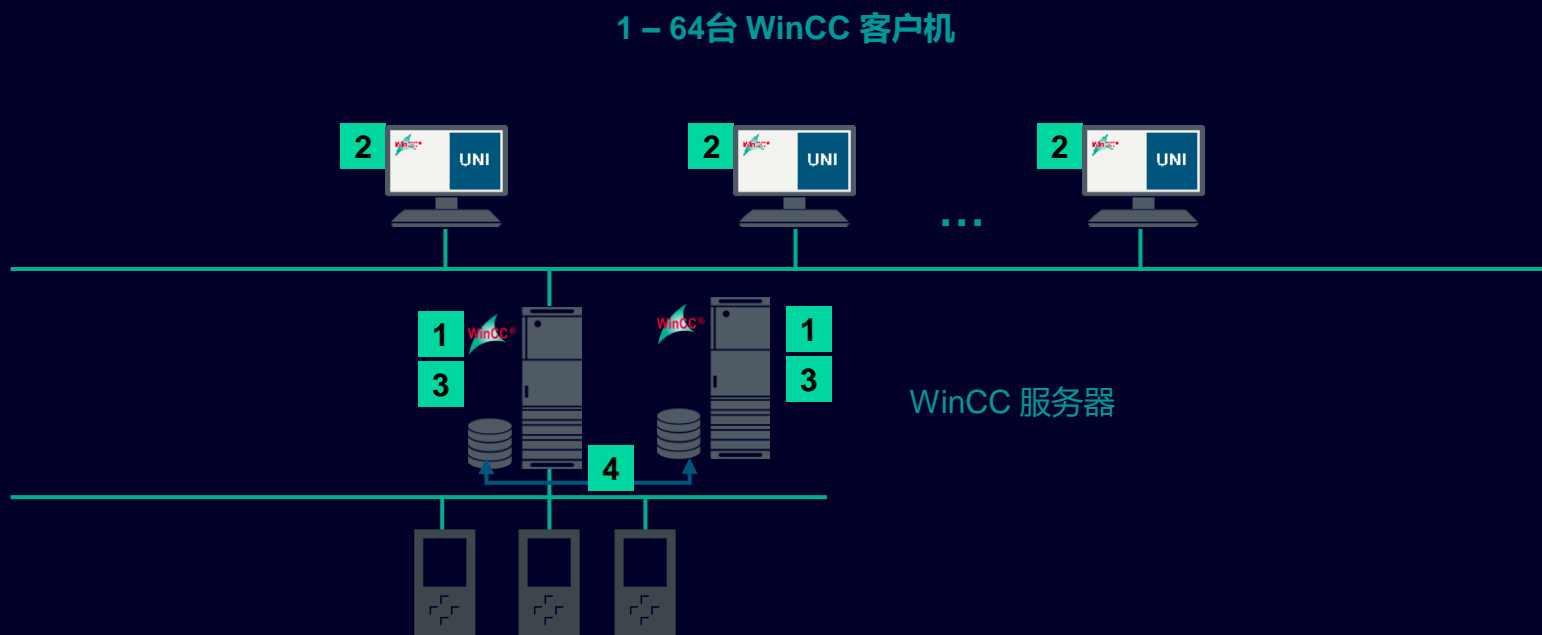 1 – 64台 WinCC 客户机
2
UNI
2
UNI
2
UNI
...
1
WinCC®
3
WinCC®
1
3
WinCC 服务器
4